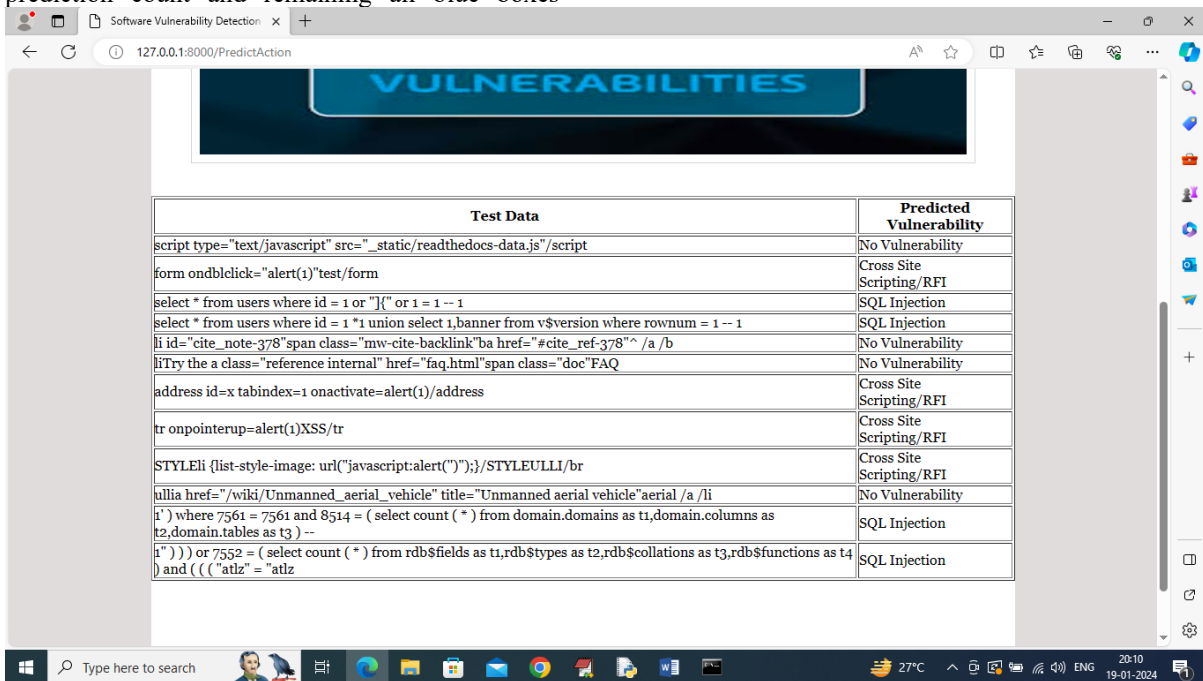 prediction count and remaining all blue boxes
Software Vulnerability Detection
127.0.0.1:8000/PredictAction
VULNERABILITIES
Test Data
Predicted
Vulnerability
script type="text/javascript" src="_static/readthedocs-data.js"/script
No Vulnerability
form ondblclick="alert(1)"test/form
Cross Site
Scripting/RFI
select * from users where id = 1 or "]{" or 1 = 1 -- 1
SQL Injection
select * from users where id = 1 *1 union select 1,banner from v$version where rownum = 1 -- 1
SQL Injection
li id="cite_note-378"span class="mw-cite-backlink"ba href="#cite_ref-378"^ /a /b
No Vulnerability
liTry the a class="reference internal" href="faq.html"span class="doc"FAQ
No Vulnerability
address id=x tabindex=1 onactivate=alert(1)/address
Cross Site
Scripting/RFI
tr onpointerup=alert(1)XSS/tr
Cross Site
Scripting/RFI
STYLEli {list-style-image: url("javascript:alert('')");}/STYLEULLI/br
Cross Site
Scripting/RFI
ullia href="/wiki/Unmanned_aerial_vehicle" title="Unmanned aerial vehicle"aerial /a /li
No Vulnerability
1' ) where 7561 = 7561 and 8514 = ( select count ( * ) from domain.domains as t1,domain.columns as
t2,domain.tables as t3 ) --
SQL Injection
1" ) ) ) or 7552 = ( select count ( * ) from rdb$fields as t1,rdb$types as t2,rdb$collations as t3,rdb$functions as t4
) and ( ( ( "atlz" = "atlz
SQL Injection
Type here to search
27°C
ENG
20:10
19-01-2024